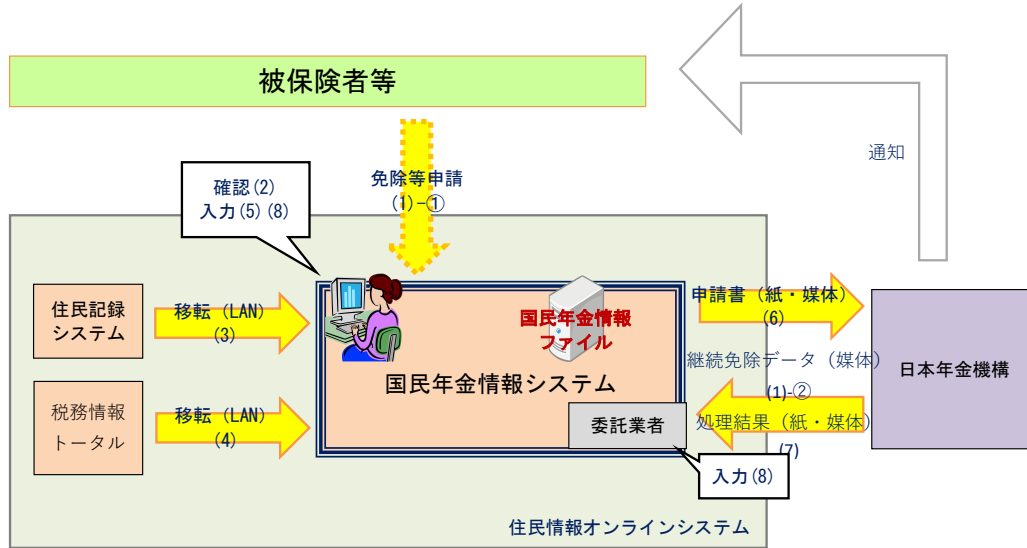 被保険者等
通知
免除等申請
(1)-①
確認(2)
入力(5)(8)
住民記録
システム
移転（LAN）
(3)
国民年金情報
ファイル
国民年金情報システム
申請書（紙・媒体）
(6)
継続免除データ（媒体）
(1)-②
処理結果（紙・媒体）
(7)
日本年金機構
税務情報
トータル
移転（LAN）
(4)
委託業者
入力(8)
住民情報オンラインシステム